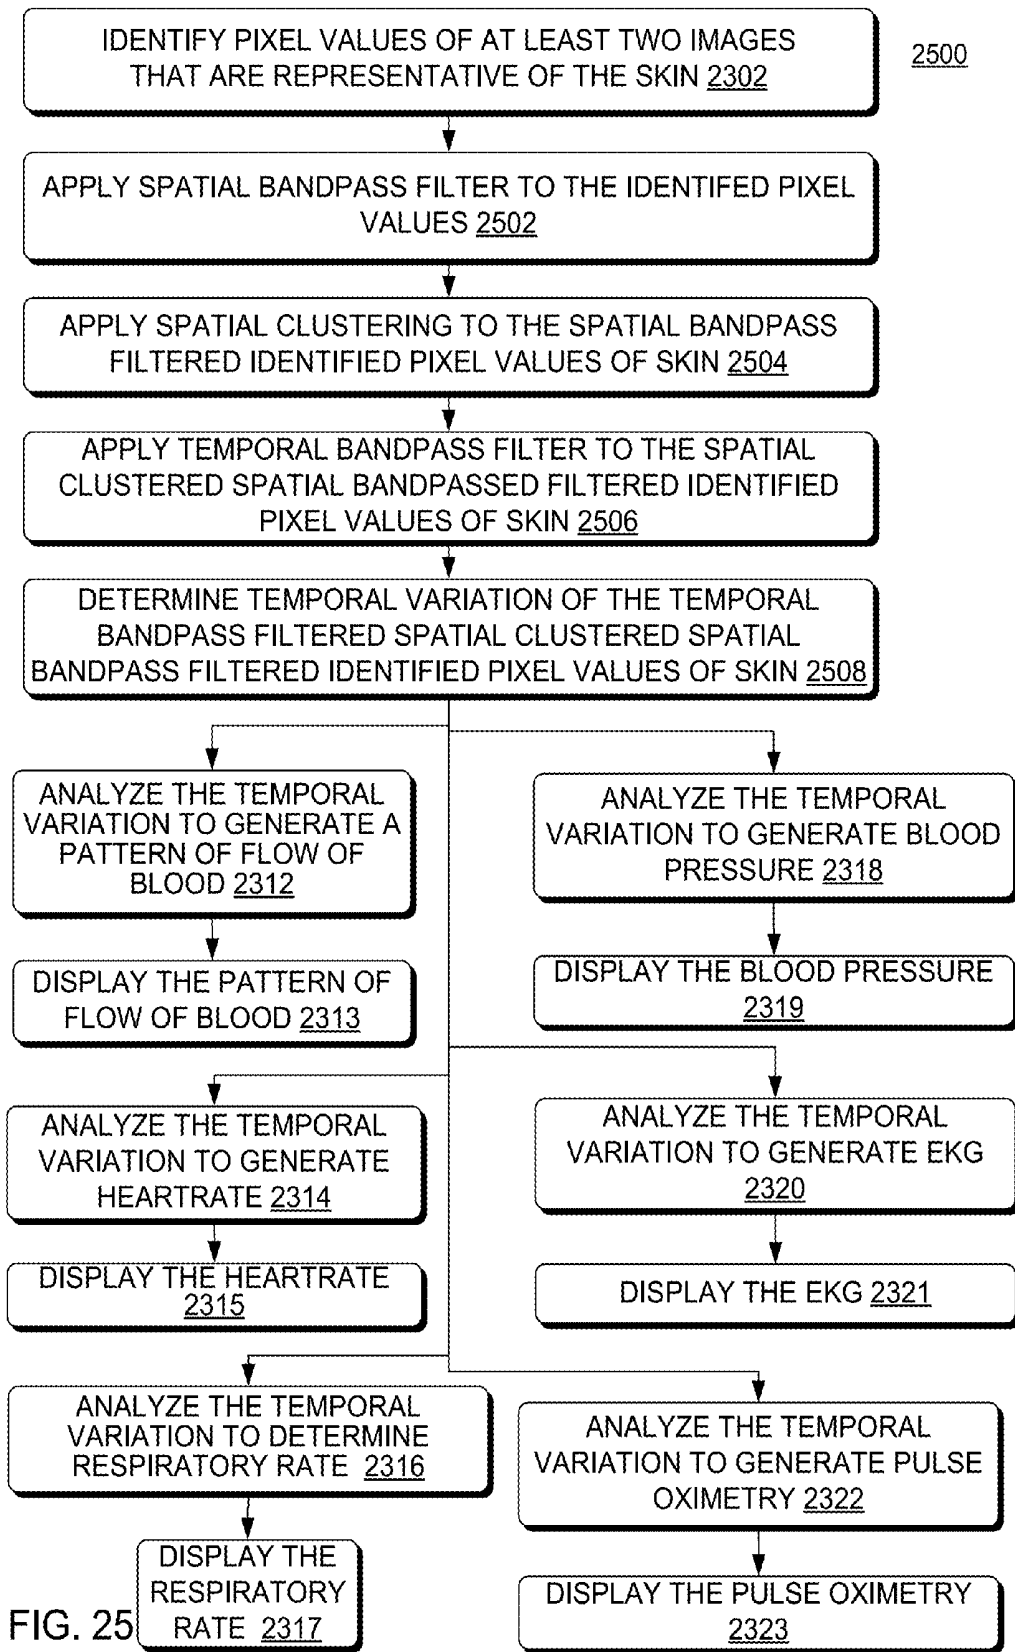 IDENTIFY PIXEL VALUES OF AT LEAST TWO IMAGES
THAT ARE REPRESENTATIVE OF THE SKIN 2302
2500
APPLY SPATIAL BANDPASS FILTER TO THE IDENTIFED PIXEL
VALUES 2502
APPLY SPATIAL CLUSTERING TO THE SPATIAL BANDPASS
FILTERED IDENTIFIED PIXEL VALUES OF SKIN 2504
APPLY TEMPORAL BANDPASS FILTER TO THE SPATIAL
CLUSTERED SPATIAL BANDPASSED FILTERED IDENTIFIED
PIXEL VALUES OF SKIN 2506
DETERMINE TEMPORAL VARIATION OF THE TEMPORAL
BANDPASS FILTERED SPATIAL CLUSTERED SPATIAL
BANDPASS FILTERED IDENTIFIED PIXEL VALUES OF SKIN 2508
ANALYZE THE TEMPORAL
VARIATION TO GENERATE A
PATTERN OF FLOW OF
BLOOD 2312
DISPLAY THE PATTERN OF
FLOW OF BLOOD 2313
ANALYZE THE TEMPORAL
VARIATION TO GENERATE BLOOD
PRESSURE 2318
DISPLAY THE BLOOD PRESSURE
2319
ANALYZE THE TEMPORAL
VARIATION TO GENERATE
HEARTRATE 2314
DISPLAY THE HEARTRATE
2315
ANALYZE THE TEMPORAL
VARIATION TO GENERATE EKG
2320
DISPLAY THE EKG 2321
ANALYZE THE TEMPORAL
VARIATION TO DETERMINE
RESPIRATORY RATE 2316
DISPLAY THE
RESPIRATORY
RATE 2317
ANALYZE THE TEMPORAL
VARIATION TO GENERATE PULSE
OXIMETRY 2322
DISPLAY THE PULSE OXIMETRY
2323
FIG. 25